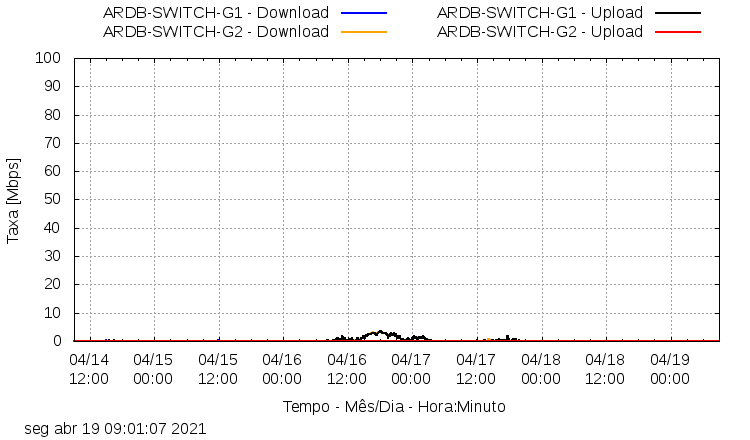 ARDB-SWITCH-G1 - Download ARDB-SWITCH-G1 - Upload
ARDB-SWITCH-G2 - Download ARDB-SWITCH-G2 - Upload
100
90
80
70
60
50
40
30
20
10
0
Taxa [Mbps]
04/14 04/15 04/15 04/16 04/16 04/17 04/17 04/18 04/18 04/19
12:00 00:00 12:00 00:00 12:00 00:00 12:00 00:00 12:00 00:00
Tempo - Mês/Dia - Hora:Minuto
seg abr 19 09:01:07 2021